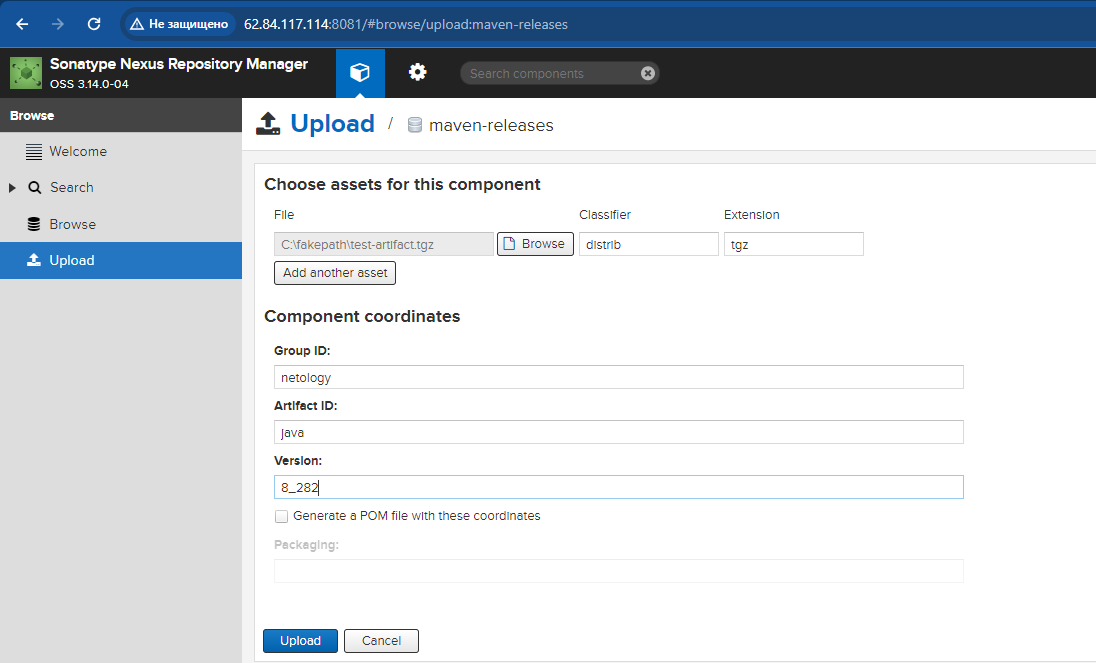 Не защищено 62.84.117.114:8081/#browse/upload:maven-releases
Sonatype Nexus Repository Manager
OSS 3.14.0-04
Search components
Browse
Welcome
Search
Browse
Upload
Upload / maven-releases
Choose assets for this component
File Classifier Extension
C:\fakepath\test-artifact.tgz Browse distrib tgz
Add another asset
Component coordinates
Group ID:
netology
Artifact ID:
java
Version:
8_282
Generate a POM file with these coordinates
Packaging:
Upload Cancel